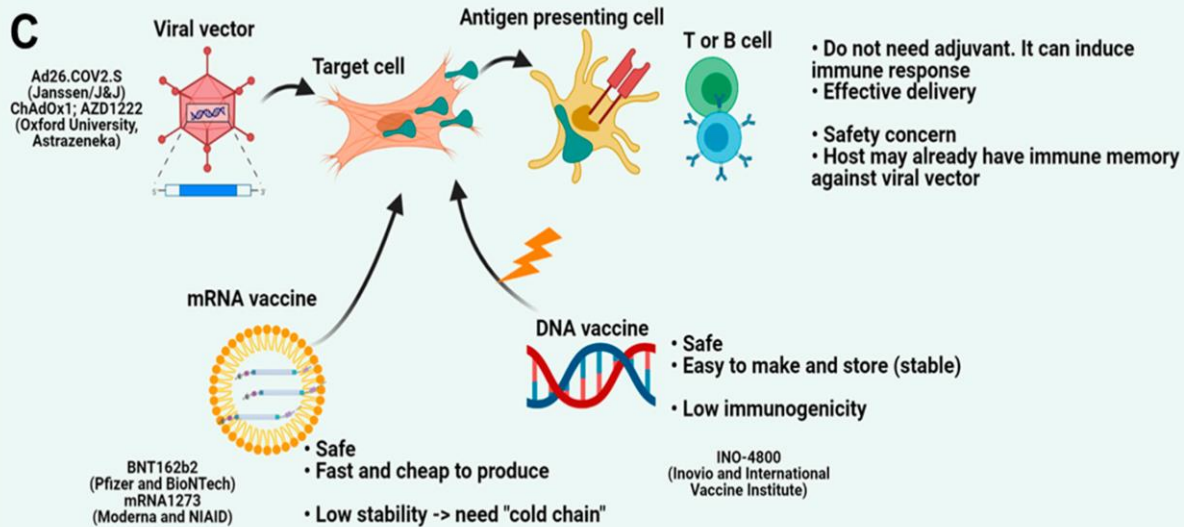 C
Viral vector
Ad26.COV2.S
(Janssen/J&J)
ChAdOx1; AZD1222
(Oxford University,
Astrazeneka)
5'
3'
Target cell
Antigen presenting cell
T or B cell
• Do not need adjuvant. It can induce
immune response
• Effective delivery
• Safety concern
• Host may already have immune memory
against viral vector
mRNA vaccine
BNT162b2
(Pfizer and BioNTech)
mRNA1273
(Moderna and NIAID)
• Safe
• Fast and cheap to produce
• Low stability -> need "cold chain"
DNA vaccine
• Safe
• Easy to make and store (stable)
• Low immunogenicity
INO-4800
(Inovio and International
Vaccine Institute)